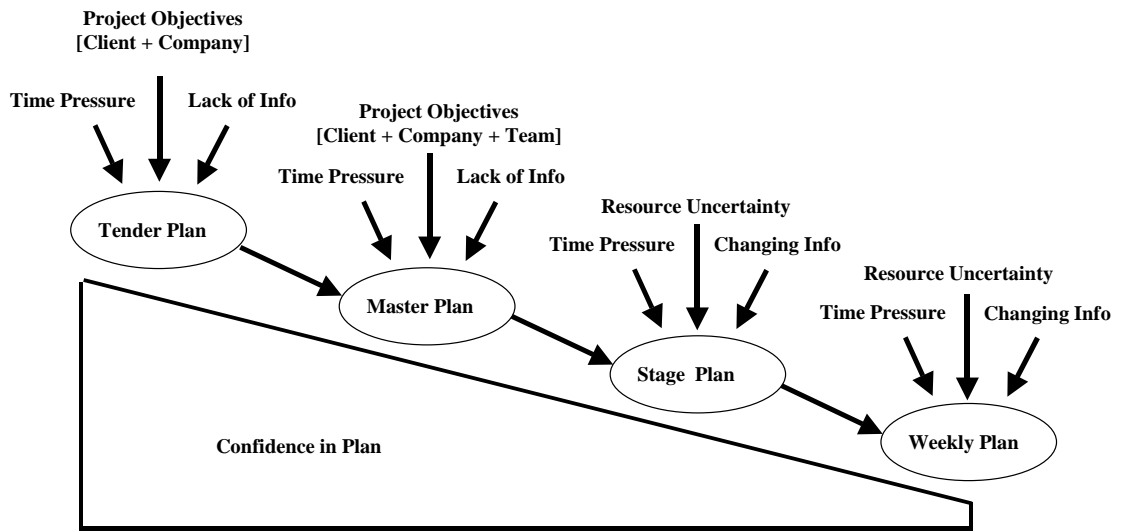 Project Objectives
[Client + Company]
Time Pressure
Lack of Info
Tender Plan
Project Objectives
[Client + Company + Team]
Time Pressure
Lack of Info
Master Plan
Resource Uncertainty
Time Pressure
Changing Info
Stage Plan
Resource Uncertainty
Time Pressure
Changing Info
Weekly Plan
Confidence in Plan